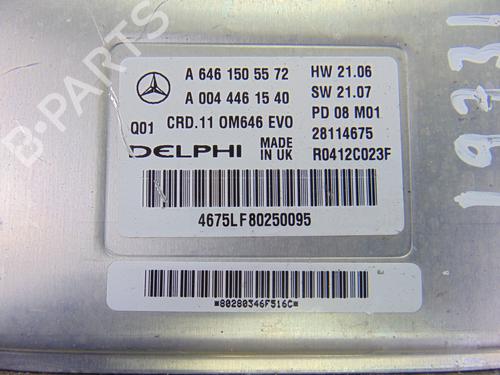 A 646 150 55 72 HW 21.06
A 004 446 15 40 SW 21.07
Q01 CRD.11 OM646 EVO PD 08 M01
28114675
DELPHI MADE IN UK R0412C023F
4675LF80250095
*80280346F516C*
B-PARTS